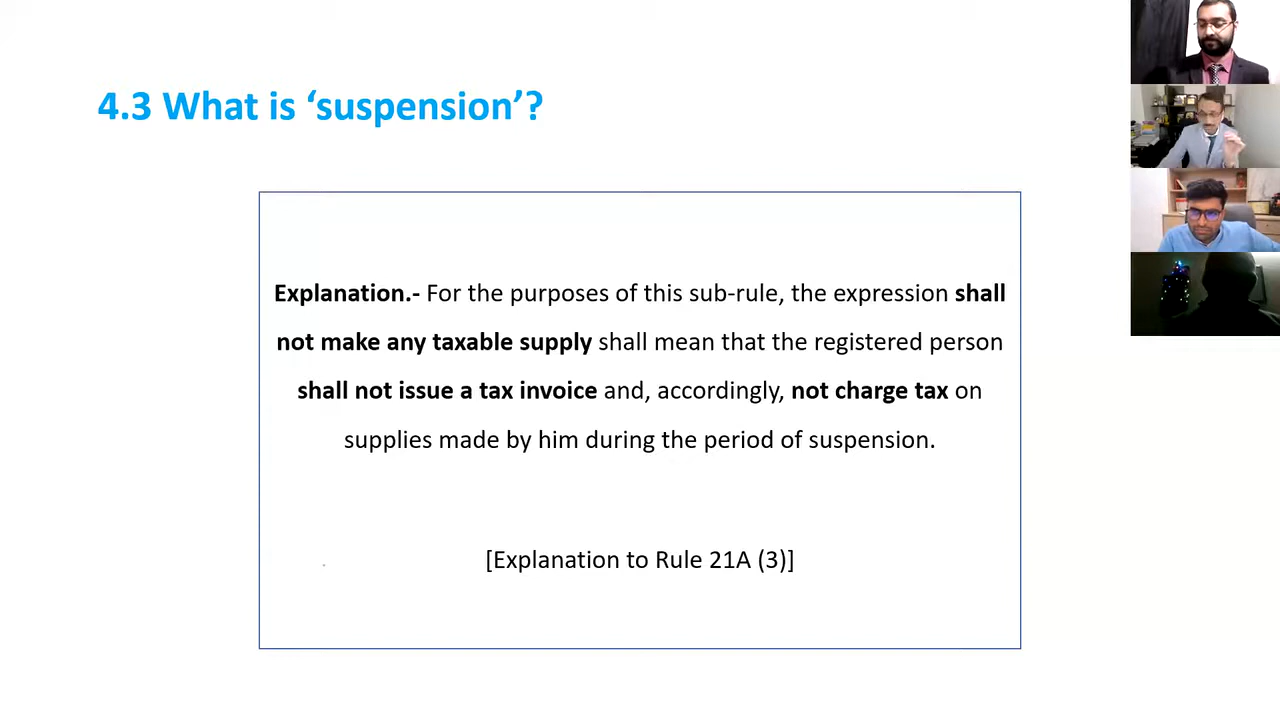 4.3 What is ‘suspension’?
Explanation.- For the purposes of this sub-rule, the expression shall
not make any taxable supply shall mean that the registered person
shall not issue a tax invoice and, accordingly, not charge tax on
supplies made by him during the period of suspension.
[Explanation to Rule 21A (3)]